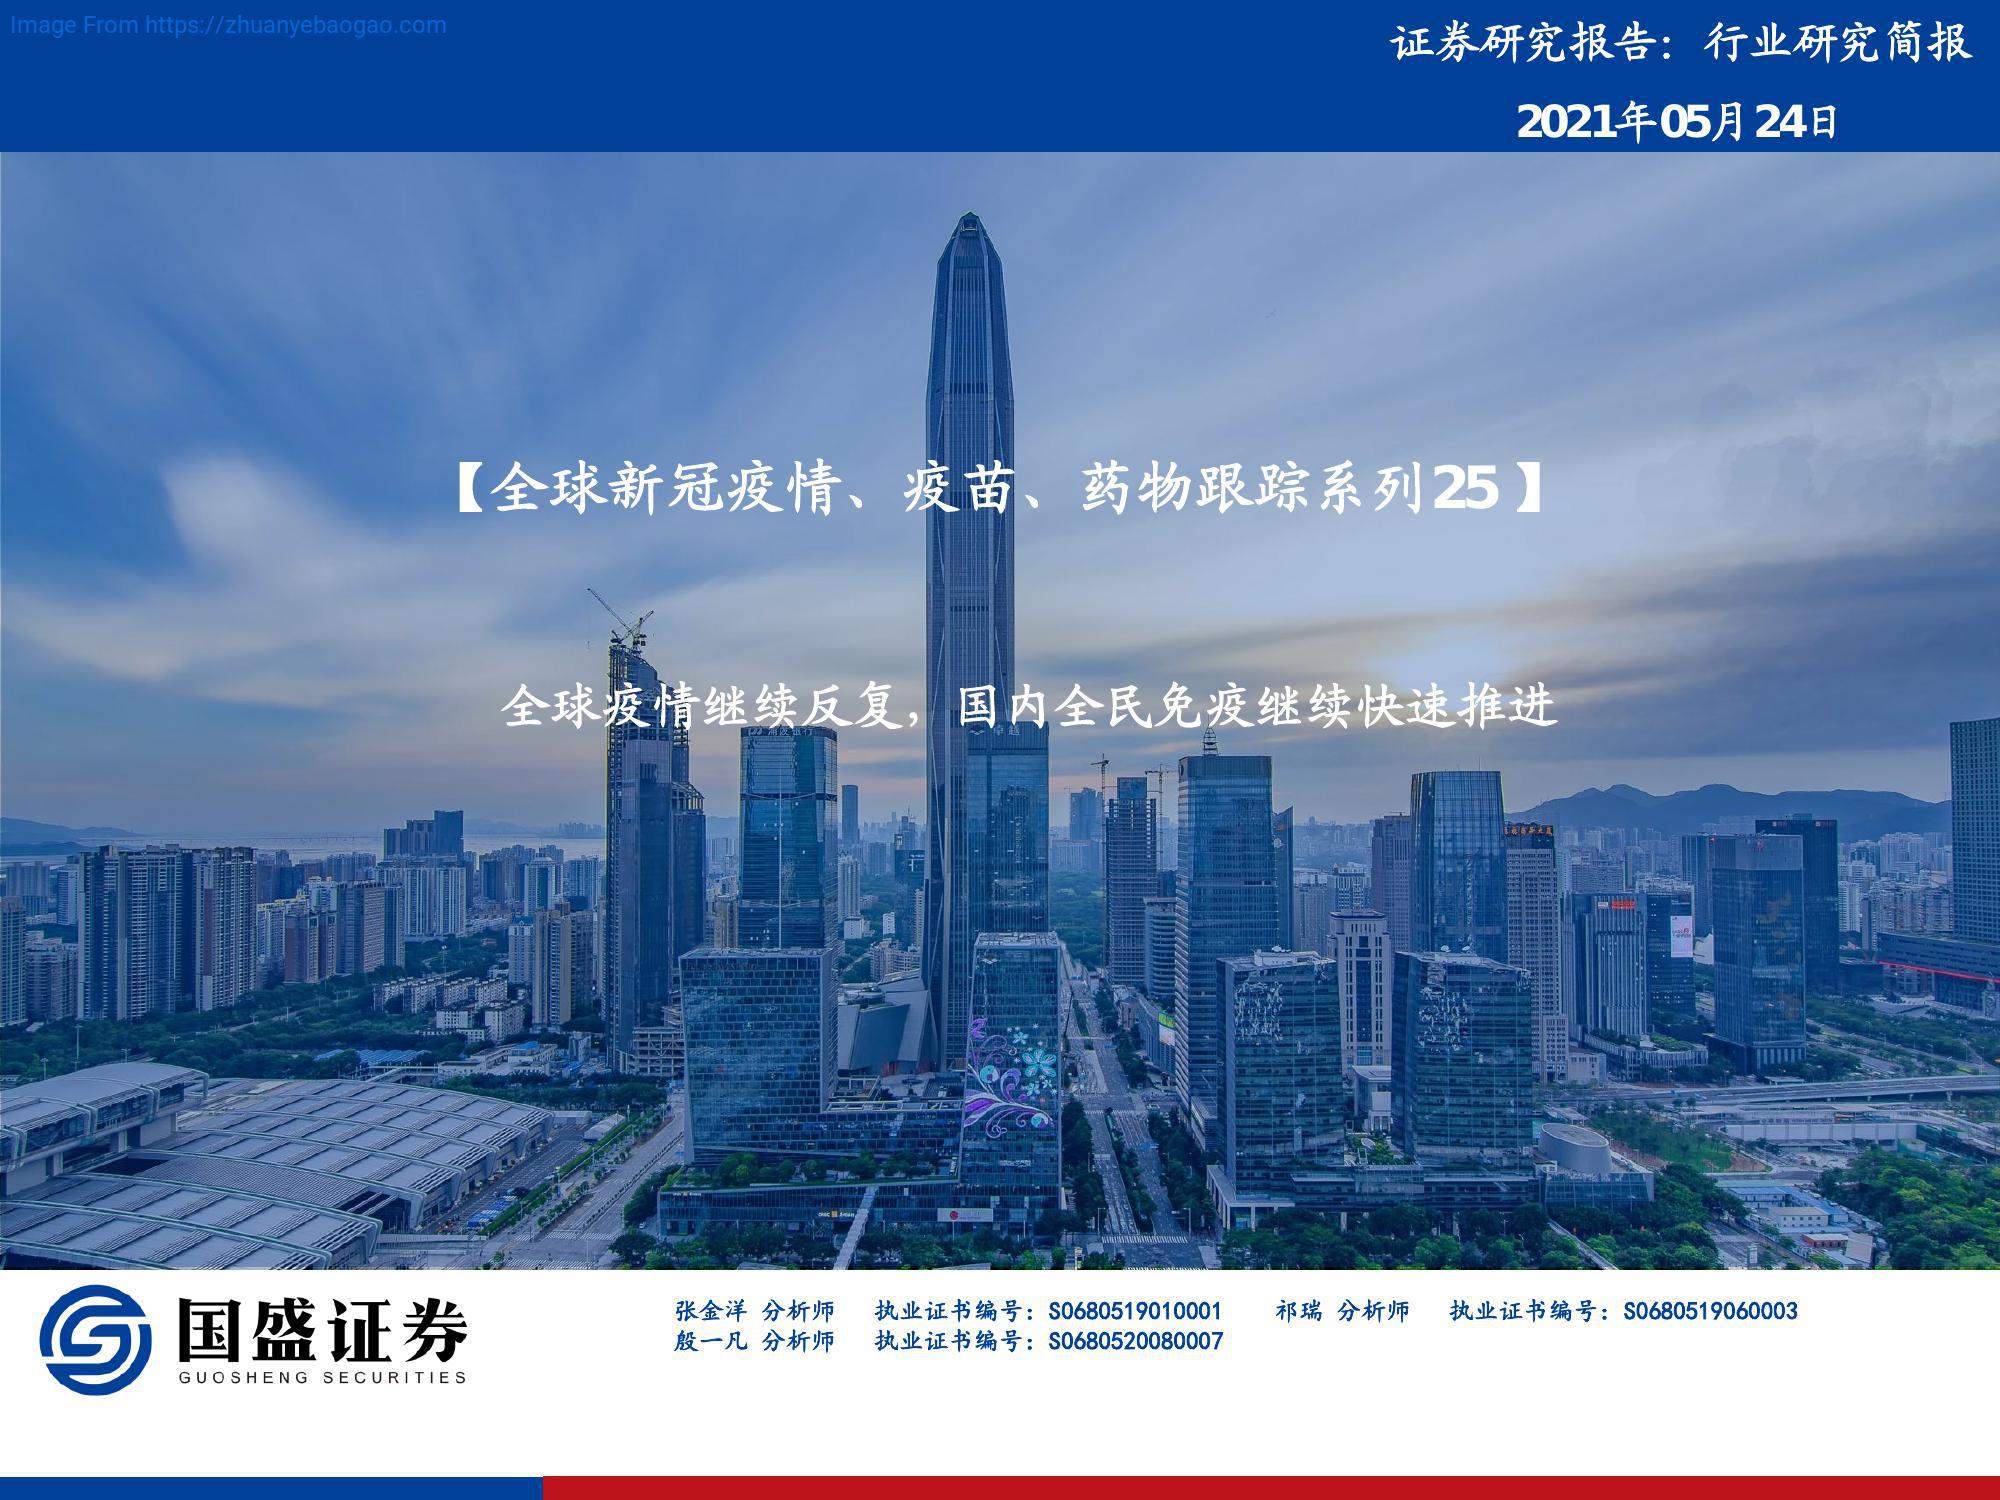 Image From https://zhuanyebaogao.com
证券研究报告：行业研究简报
2021年05月24日
【全球新冠疫情、疫苗、药物跟踪系列25】
全球疫情继续反复，国内全民免疫继续快速推进
国盛证券
GUOSHENG SECURITIES
张金洋 分析师 执业证书编号：S0680519010001 祁瑞 分析师 执业证书编号：S0680519060003
殷一凡 分析师 执业证书编号：S0680520080007